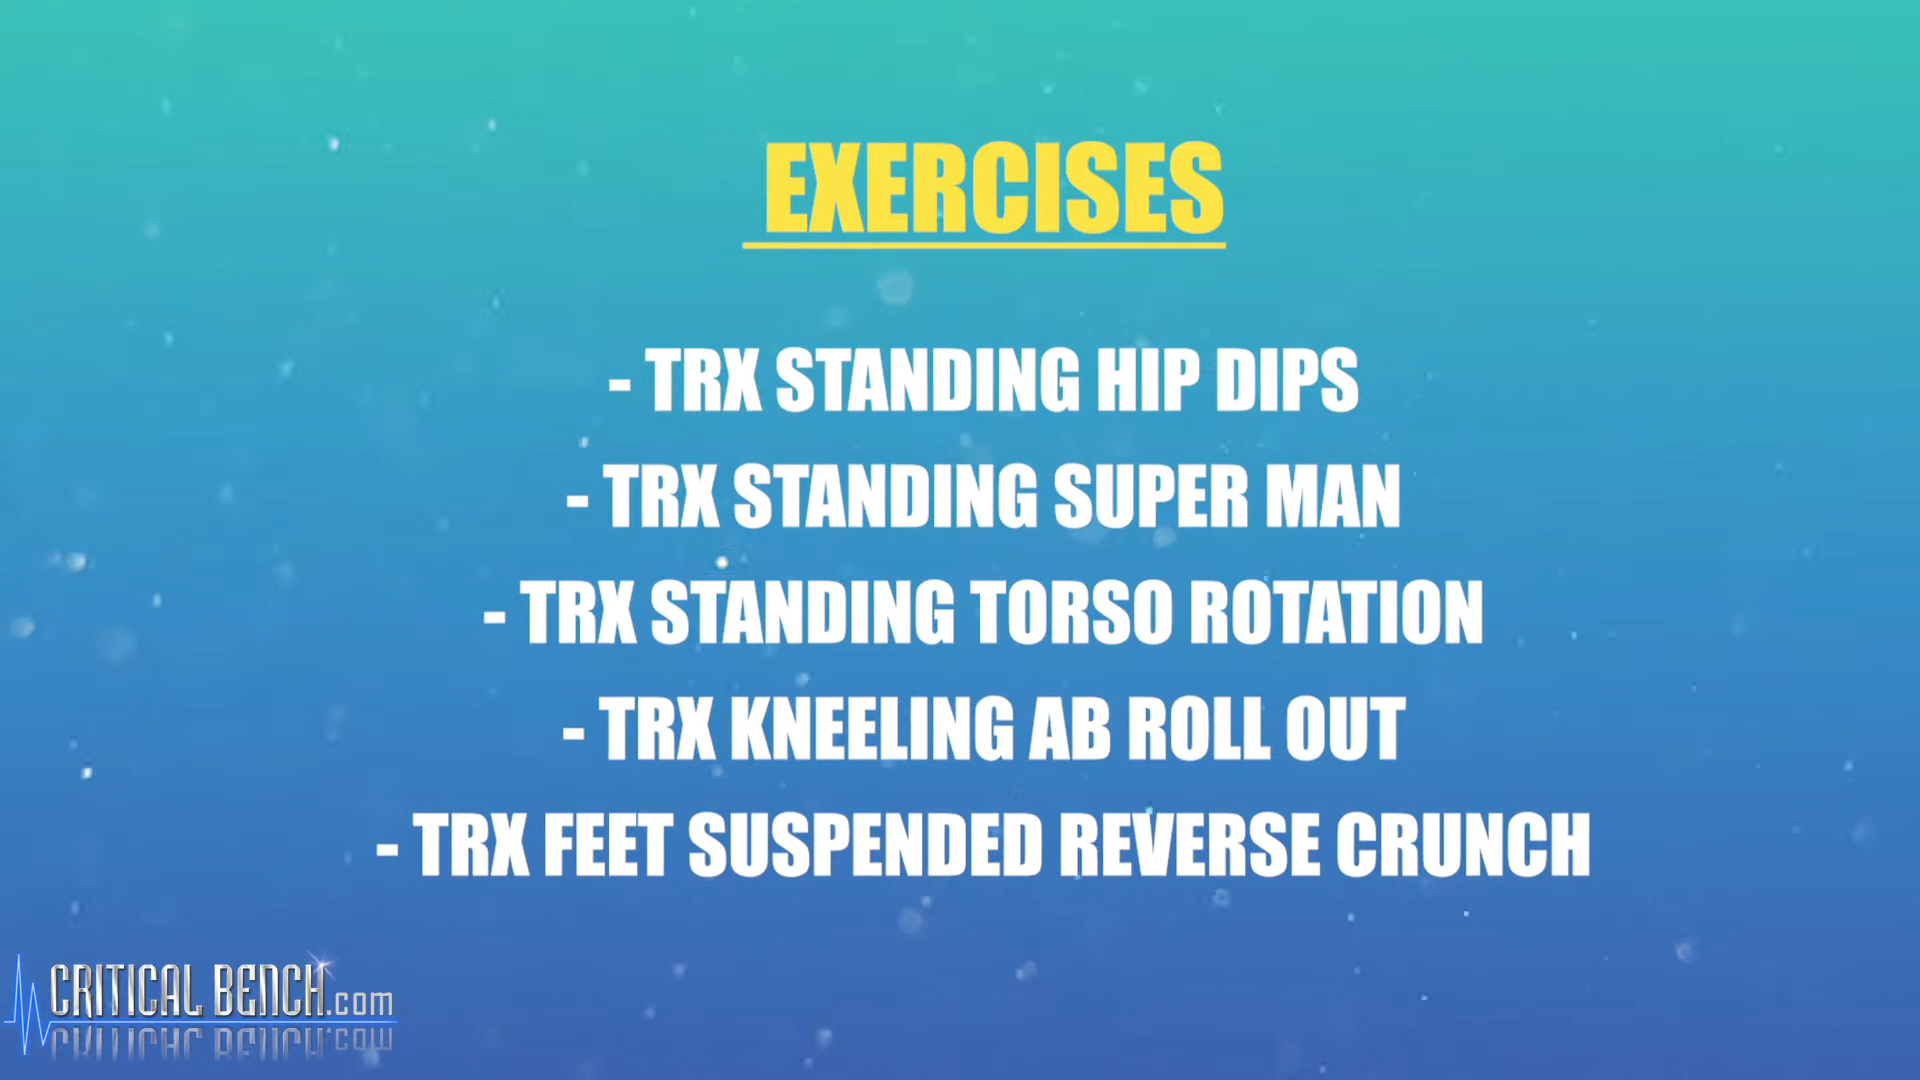 EXERCISES
- TRX STANDING HIP DIPS
- TRX STANDING SUPER MAN
- TRX STANDING TORSO ROTATION
- TRX KNEELING AB ROLL OUT
- TRX FEET SUSPENDED REVERSE CRUNCH
CRITICAL BENCH.com